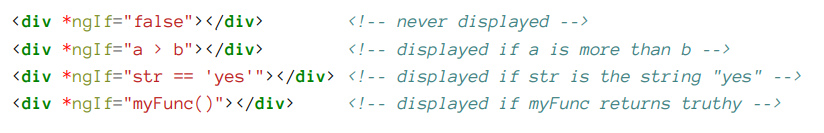 <div *ngIf="false"></div>        <!-- never displayed -->
<div *ngIf="a > b"></div>        <!-- displayed if a is more than b -->
<div *ngIf="str == 'yes'"></div> <!-- displayed if str is the string "yes" -->
<div *ngIf="myFunc()"></div>     <!-- displayed if myFunc returns truthy -->